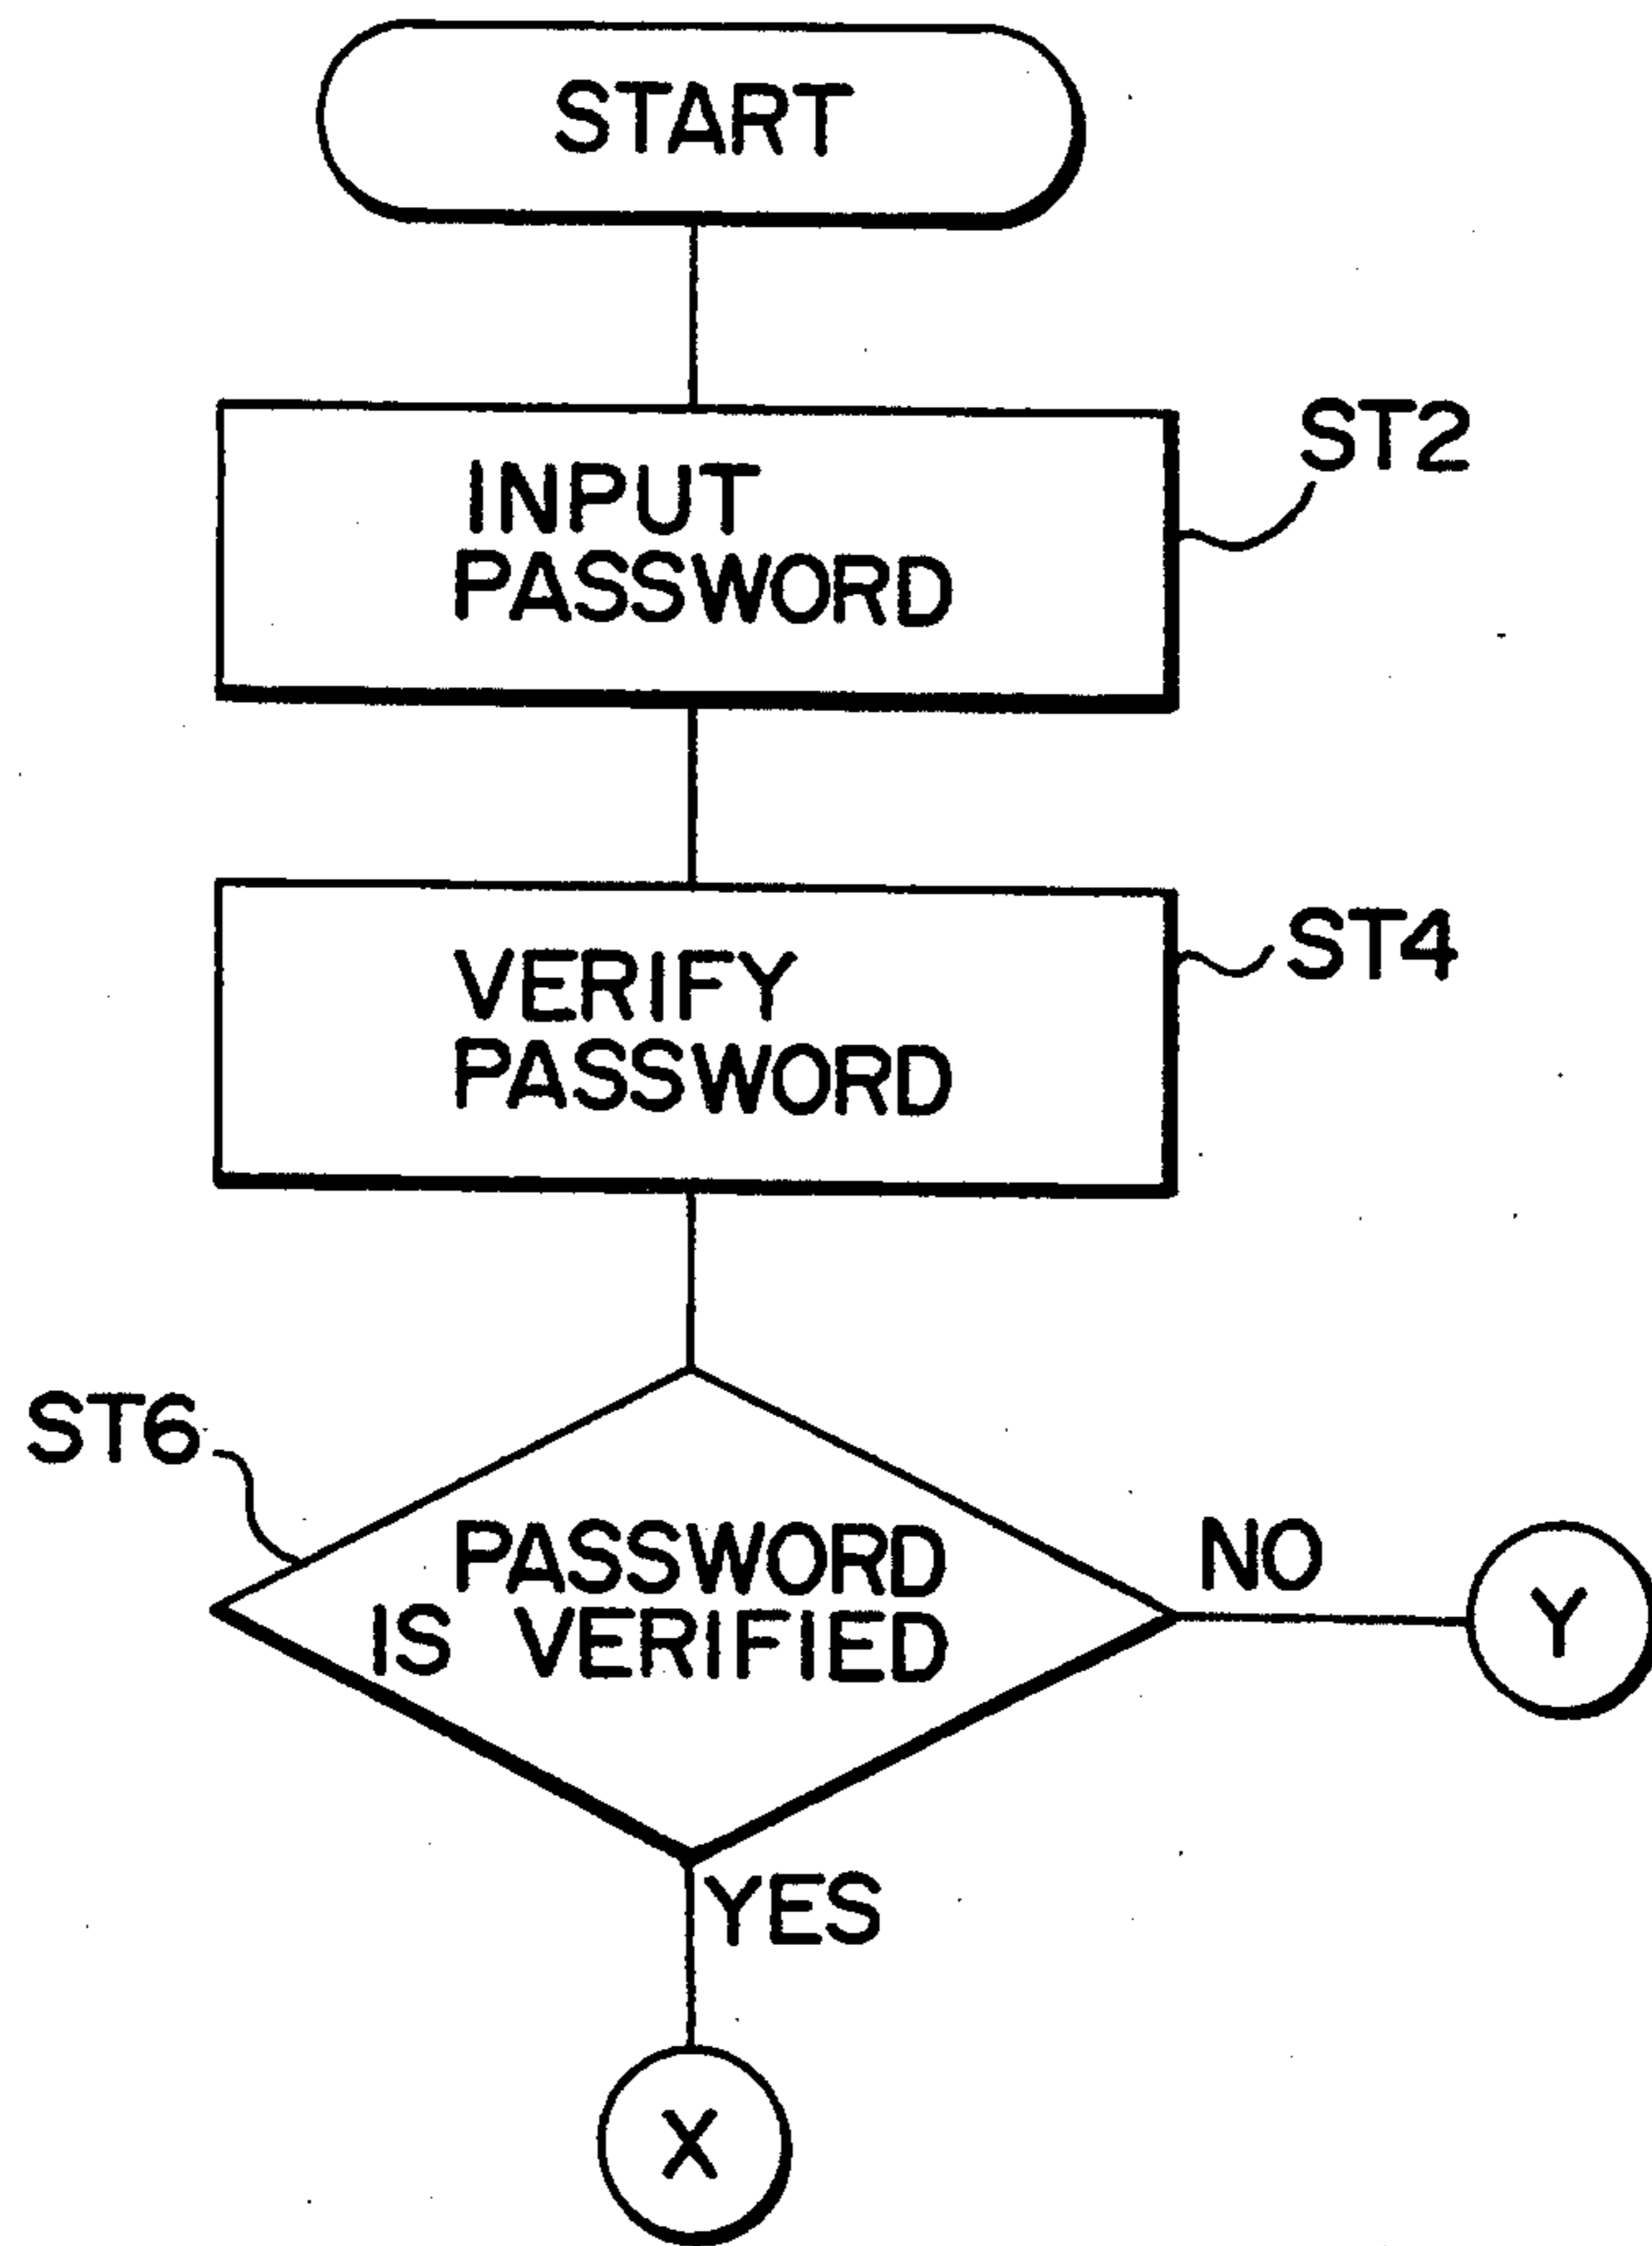 START
INPUT
PASSWORD
ST2
VERIFY
PASSWORD
ST4
ST6
PASSWORD
IS VERIFIED
NO
Y
YES
X